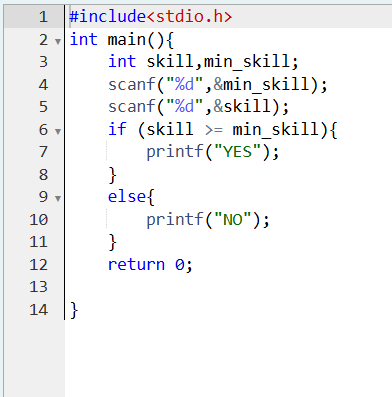 1 #include<stdio.h>
2 int main(){
3 int skill,min_skill;
4 scanf("%d",&min_skill);
5 scanf("%d",&skill);
6 if (skill >= min_skill){
7 printf("YES");
8 }
9 else{
10 printf("NO");
11 }
12 return 0;
13
14 }